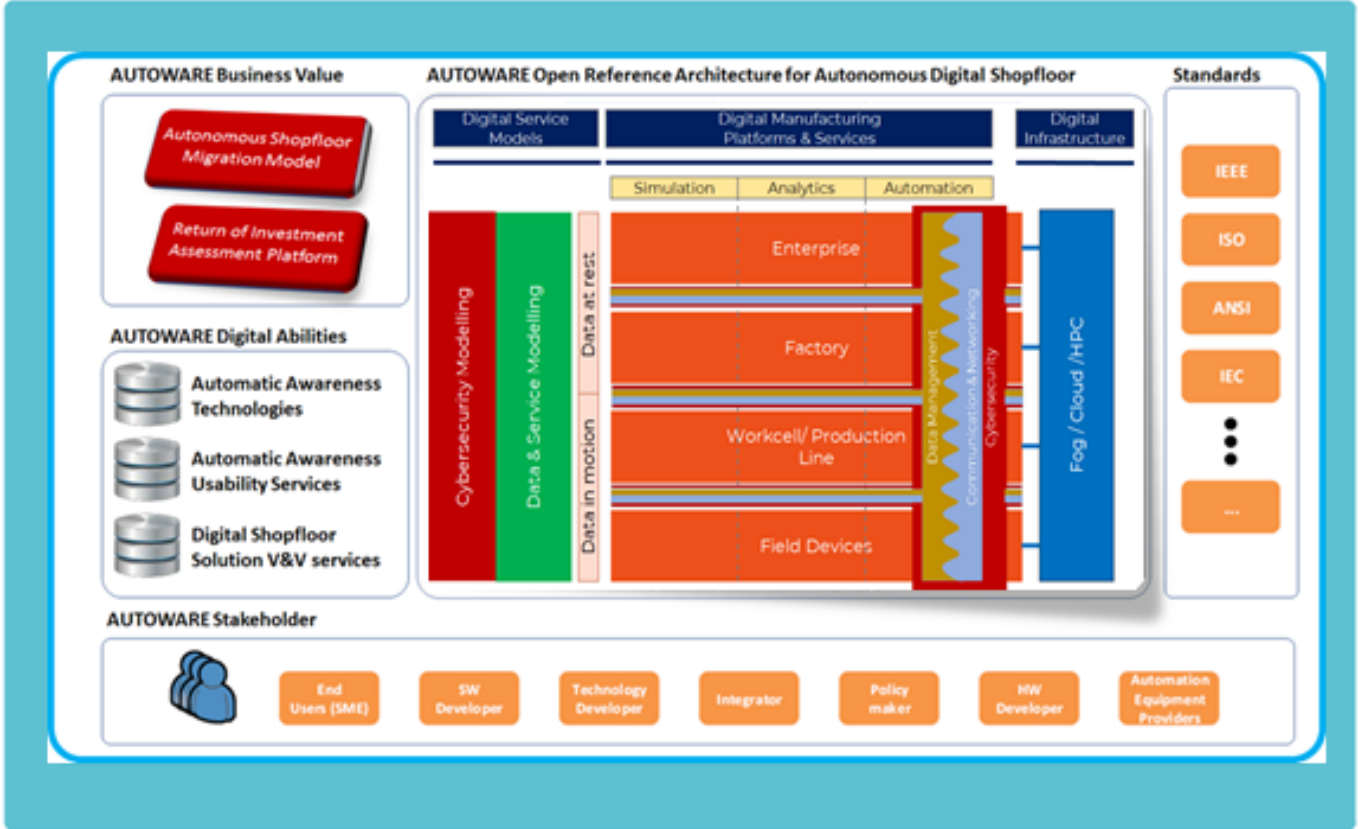 AUTOWARE Business Value
Autonomous Shopfloor
Migration Model
Return of Investment
Assessment Platform
AUTOWARE Digital Abilities
Automatic Awareness
Technologies
Automatic Awareness
Usability Services
Digital Shopfloor
Solution V&V services
AUTOWARE Open Reference Architecture for Autonomous Digital Shopfloor
Digital Service
Models
Digital Manufacturing
Platforms & Services
Digital
Infrastructure
Simulation
Analytics
Automation
Cybersecurity Modelling
Data & Service Modelling
Data at rest
Data in motion
Enterprise
Factory
Workcell/ Production
Line
Field Devices
Data Management
Communication & Networking
Cybersecurity
Fog / Cloud /HPC
Standards
IEEE
ISO
ANSI
IEC
...
AUTOWARE Stakeholder
End
Users (SME)
SW
Developer
Technology
Developer
Integrator
Policy
maker
HW
Developer
Automation
Equipment
Providers